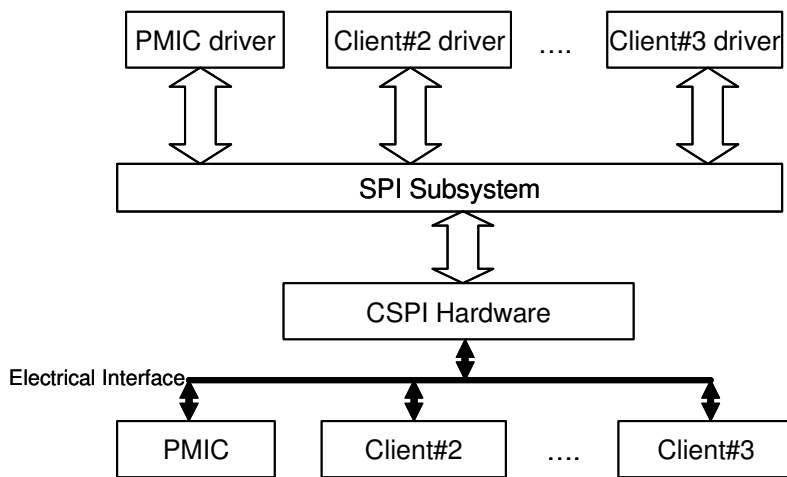 PMIC driver
Client#2 driver
....
Client#3 driver
SPI Subsystem
CSPI Hardware
Electrical Interface
PMIC
Client#2
....
Client#3